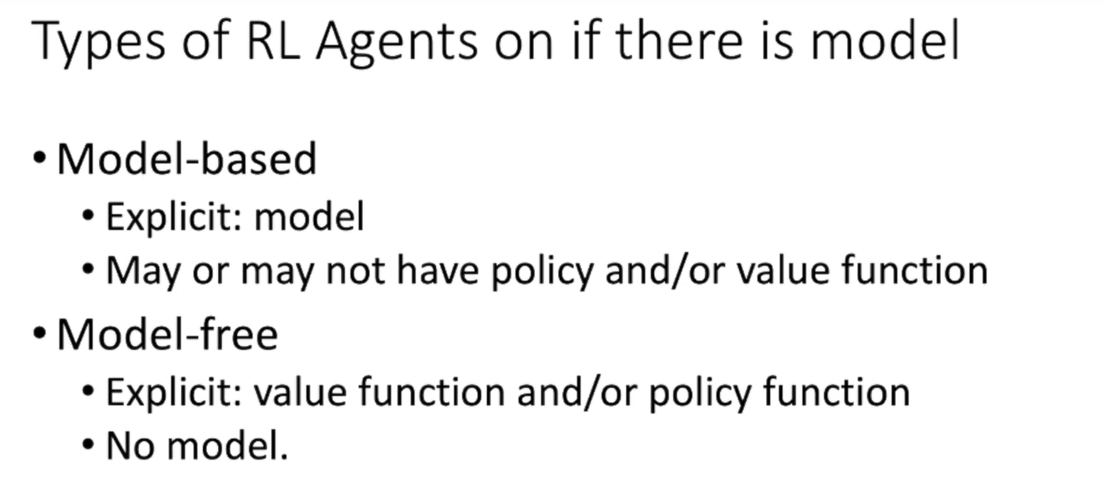 Types of RL Agents on if there is model
• Model-based
• Explicit: model
• May or may not have policy and/or value function
• Model-free
• Explicit: value function and/or policy function
• No model.